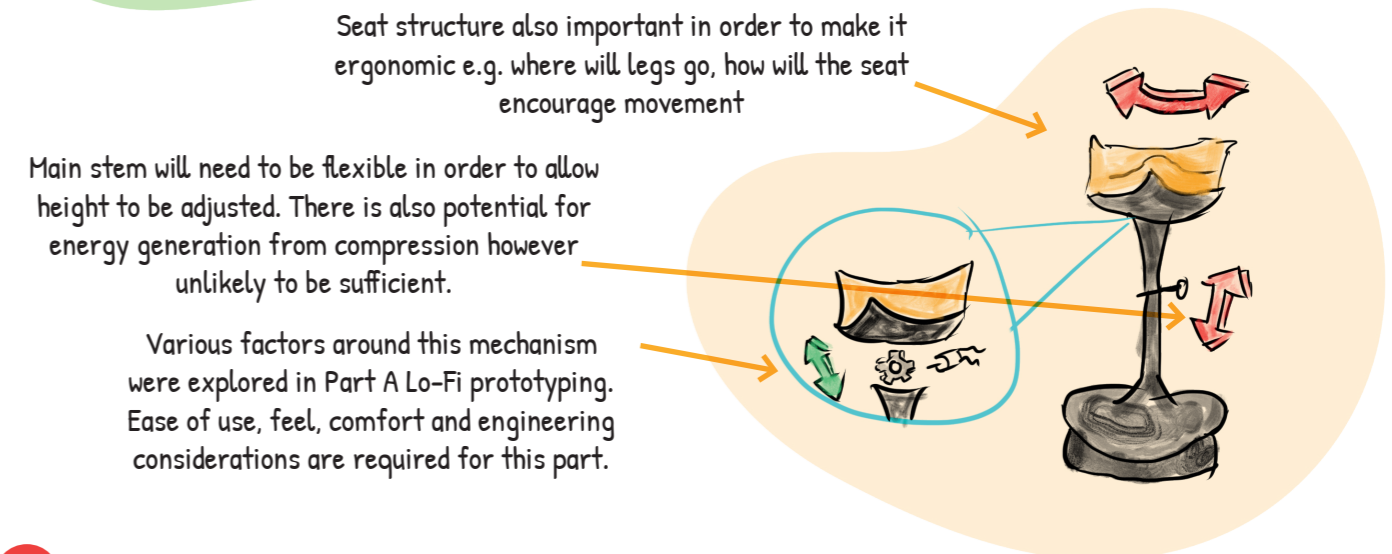 Seat structure also important in order to make it
ergonomic e.g. where will legs go, how will the seat
encourage movement
Main stem will need to be flexible in order to allow
height to be adjusted. There is also potential for
energy generation from compression however
unlikely to be sufficient.
Various factors around this mechanism
were explored in Part A Lo-Fi prototyping.
Ease of use, feel, comfort and engineering
considerations are required for this part.